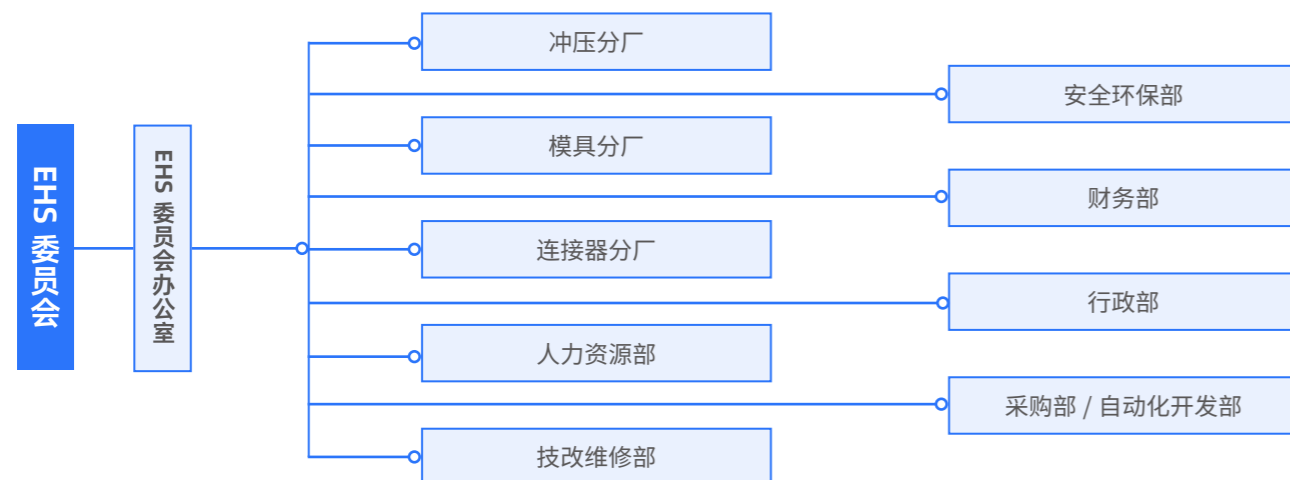 EHS 委员会
EHS 委员会办公室
冲压分厂
安全环保部
模具分厂
财务部
连接器分厂
行政部
人力资源部
采购部 / 自动化开发部
技改维修部